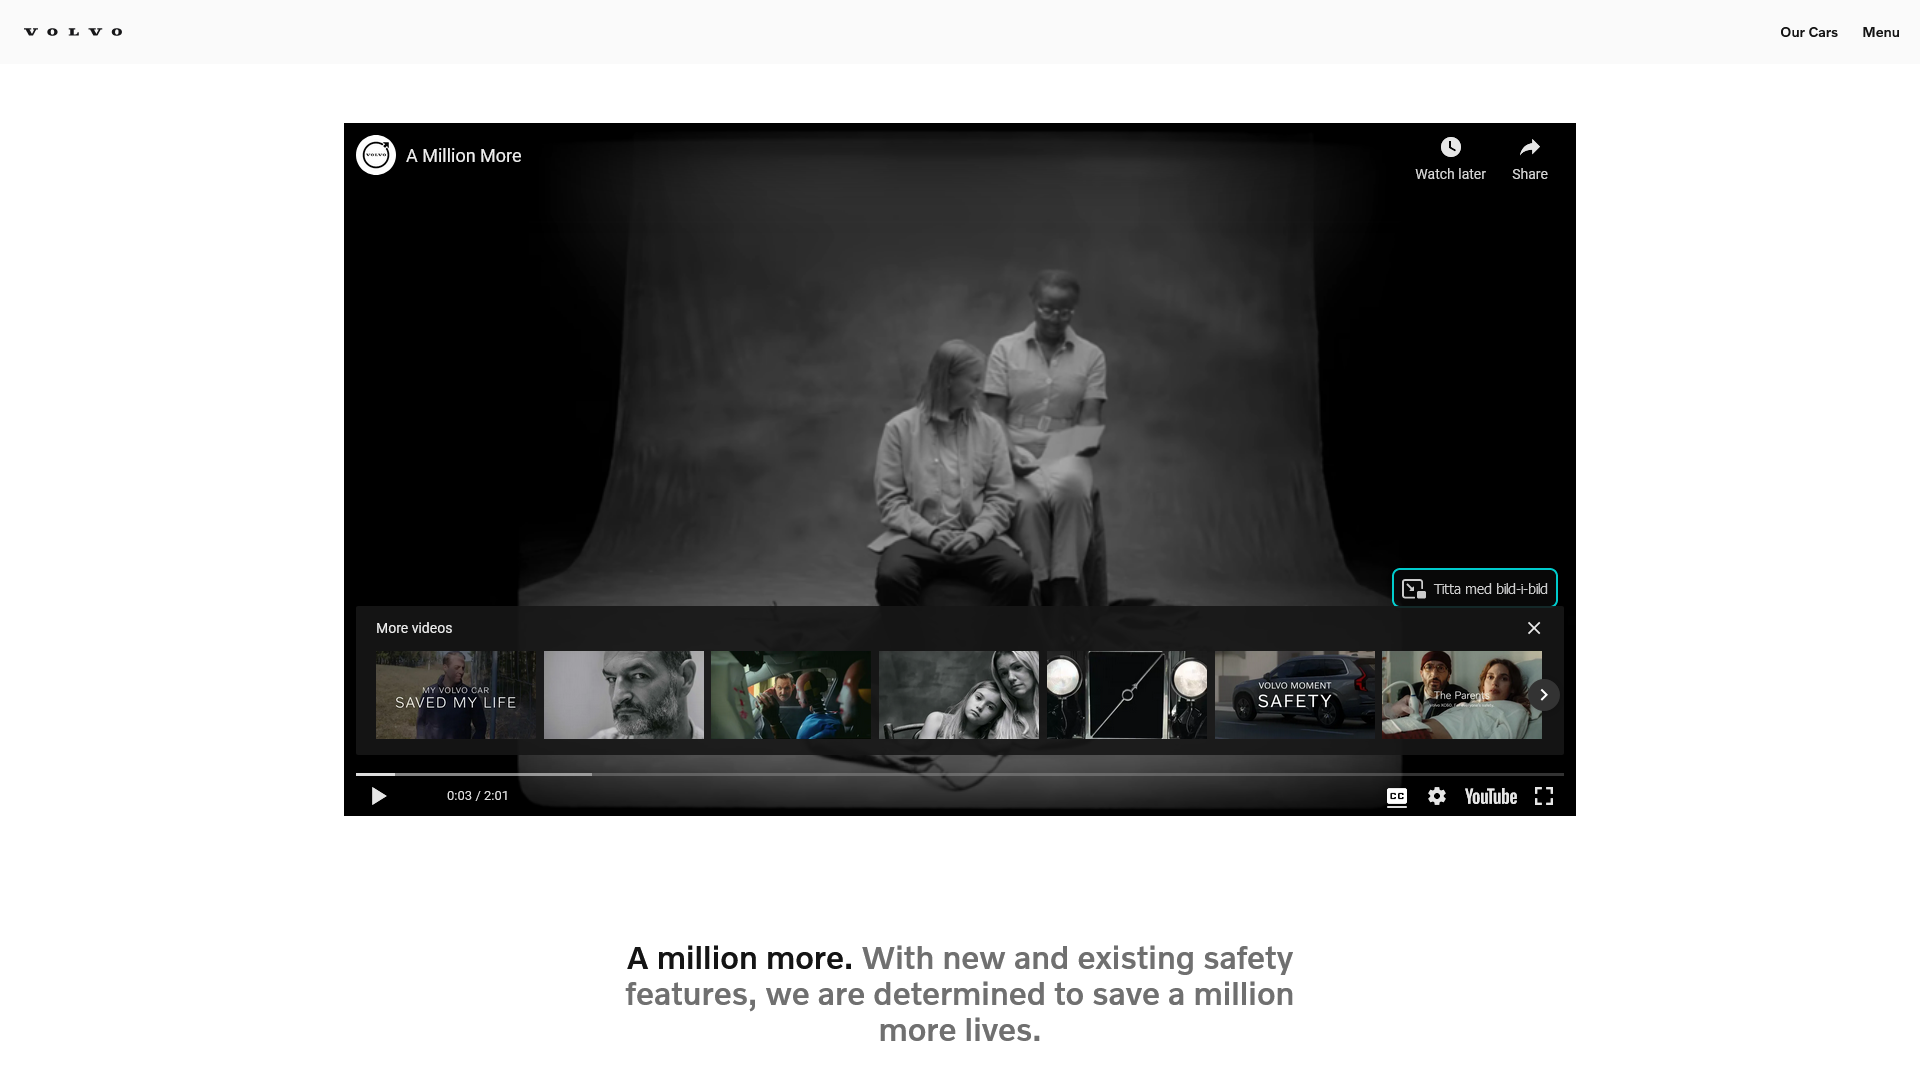 VOLVO
Our Cars
Menu
VOLVO
A Million More
Watch later
Share
Titta med bild-i-bild
More videos
MY VOLVO CAR
SAVED MY LIFE
VOLVO MOMENT
SAFETY
The Parents
0:03 / 2:01
CC
YouTube
A million more. With new and existing safety
features, we are determined to save a million
more lives.